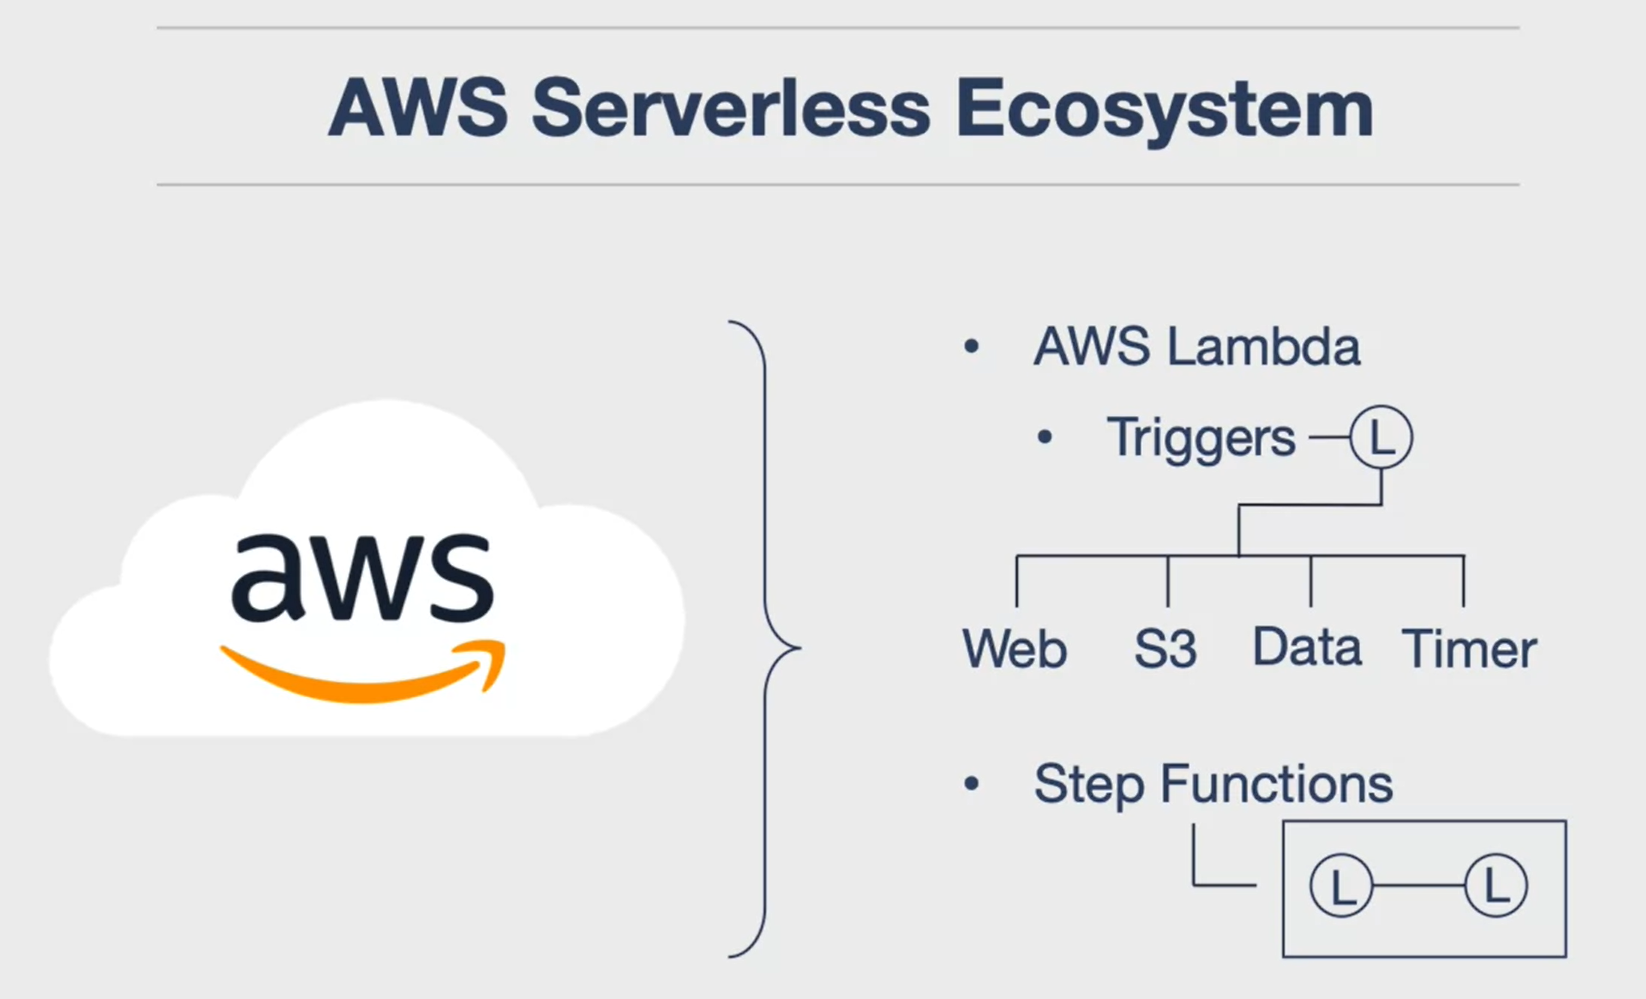 AWS Serverless Ecosystem
aws
• AWS Lambda
• Triggers L
Web S3 Data Timer
• Step Functions
L L